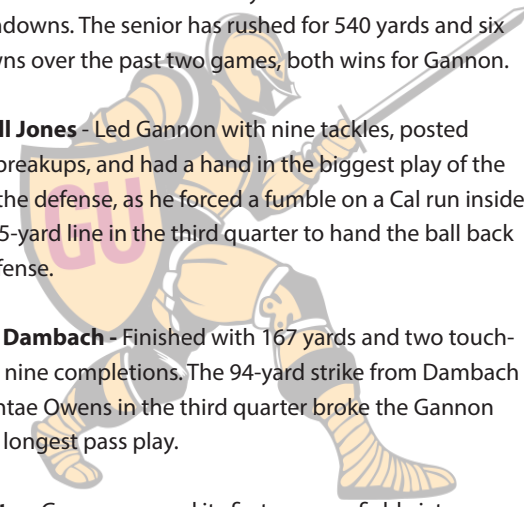 ndowns. The senior has rushed for 540 yards and six
wns over the past two games, both wins for Gannon.
ll Jones - Led Gannon with nine tackles, posted
breakups, and had a hand in the biggest play of the
the defense, as he forced a fumble on a Cal run inside
5-yard line in the third quarter to hand the ball back
fense.
GU
Dambach - Finished with 167 yards and two touch-
nine completions. The 94-yard strike from Dambach
ntae Owens in the third quarter broke the Gannon
longest pass play.